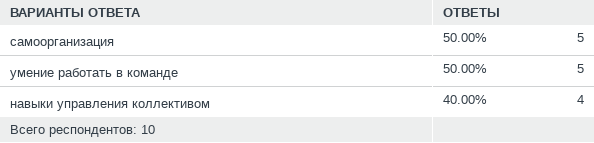 ВАРИАНТЫ ОТВЕТА ОТВЕТЫ
самоорганизация 50.00% 5
умение работать в команде 50.00% 5
навыки управления коллективом 40.00% 4
Всего респондентов: 10